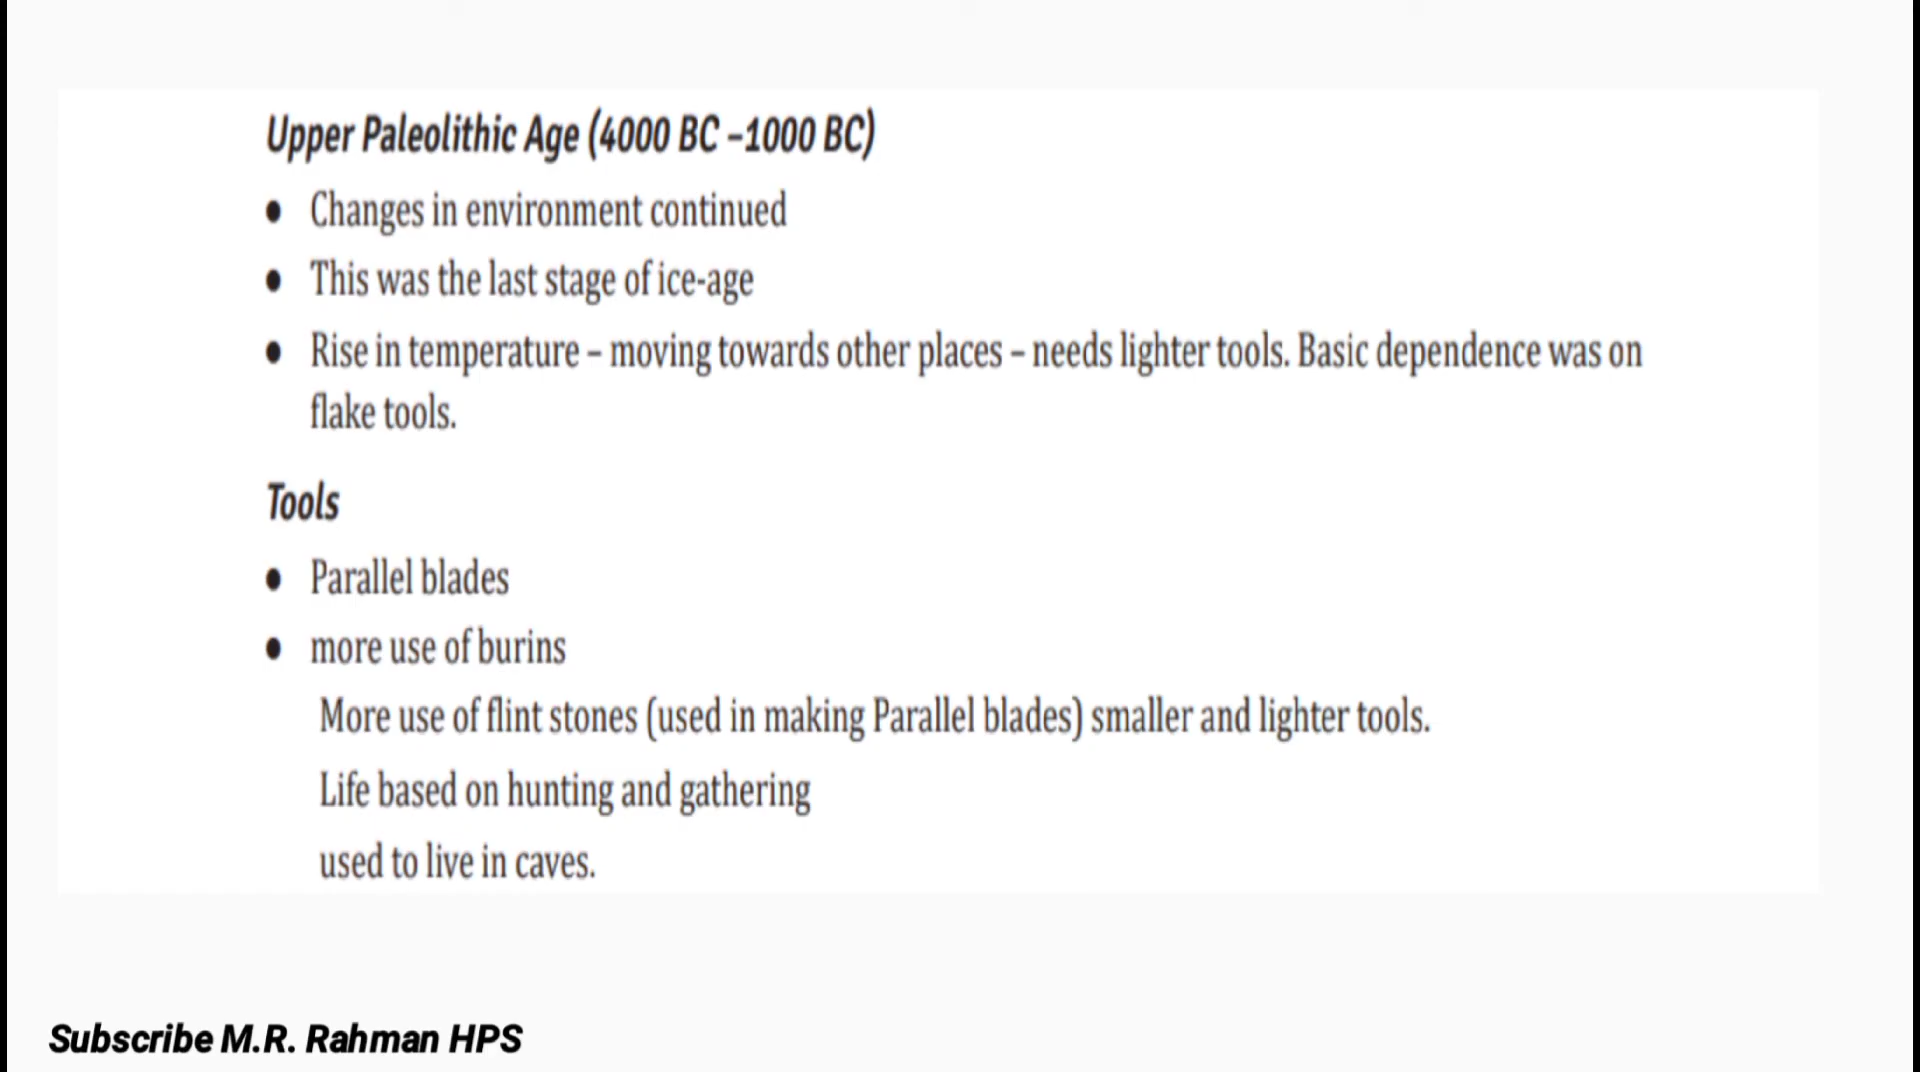 Upper Paleolithic Age (4000 BC –1000 BC)
● Changes in environment continued
● This was the last stage of ice-age
● Rise in temperature – moving towards other places – needs lighter tools. Basic dependence was on
flake tools.
Tools
● Parallel blades
● more use of burins
More use of flint stones (used in making Parallel blades) smaller and lighter tools.
Life based on hunting and gathering
used to live in caves.
Subscribe M.R. Rahman HPS